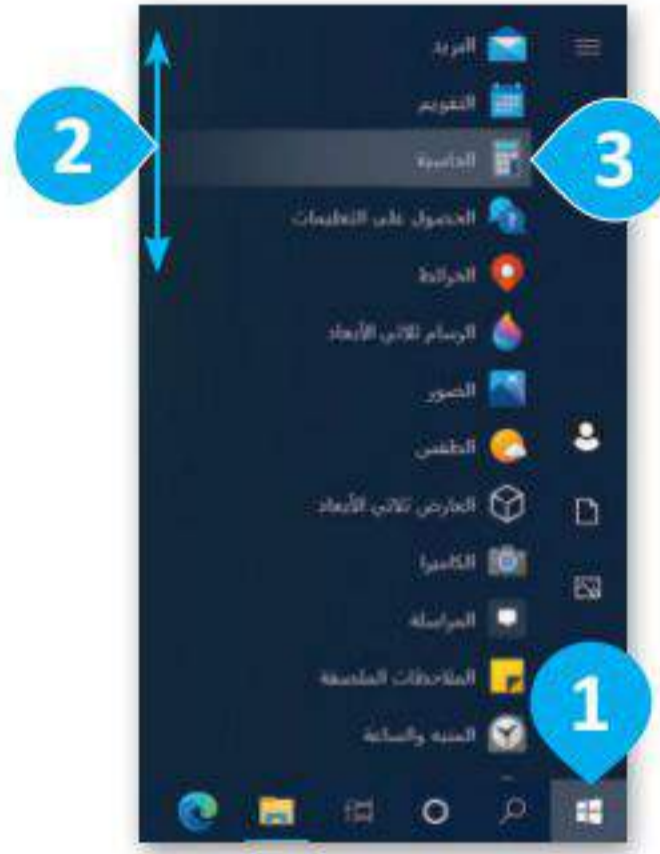 البريد
التقويم
الحاسبة
الحصول على التعليمات
الخرائط
الرسام ثلاثي الأبعاد
الصور
الطقس
العارض ثلاثي الأبعاد
الكاميرا
المراسلة
الملاحظات الملصقة
المنبه والساعة
2
3
1